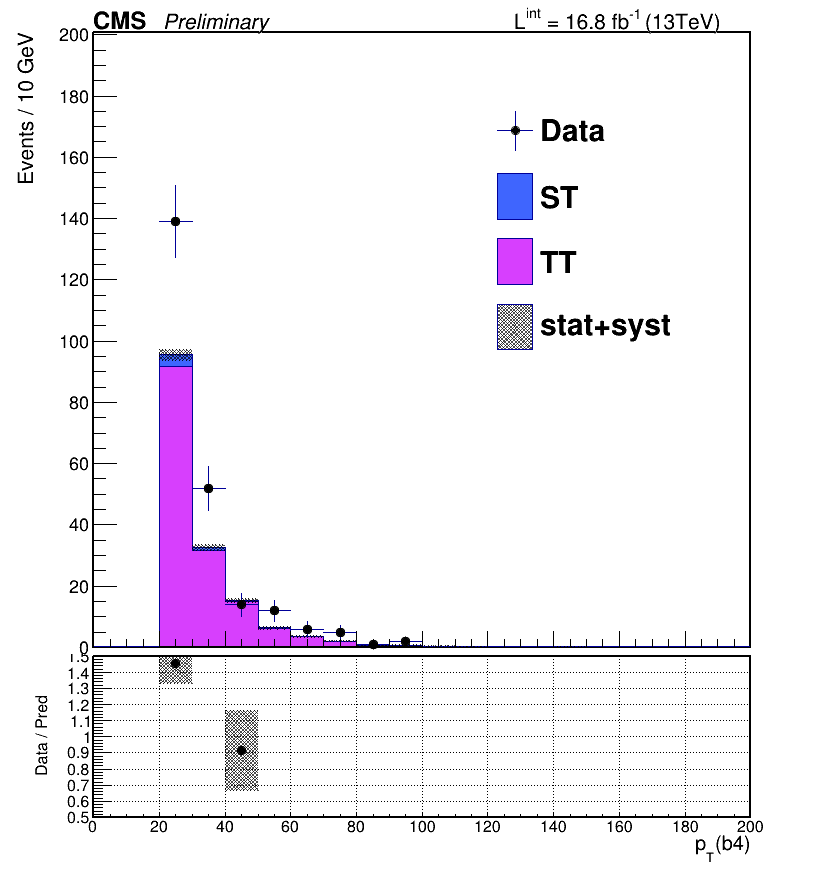 CMS Preliminary L^int = 16.8 fb^-1 (13TeV)
Events / 10 GeV
200
180
160
140
120
100
80
60
40
20
0
Data
ST
TT
stat+syst
Data / Pred
1.5
1.4
1.3
1.2
1.1
1
0.9
0.8
0.7
0.6
0.5
0 20 40 60 80 100 120 140 160 180 200
p_T(b4)